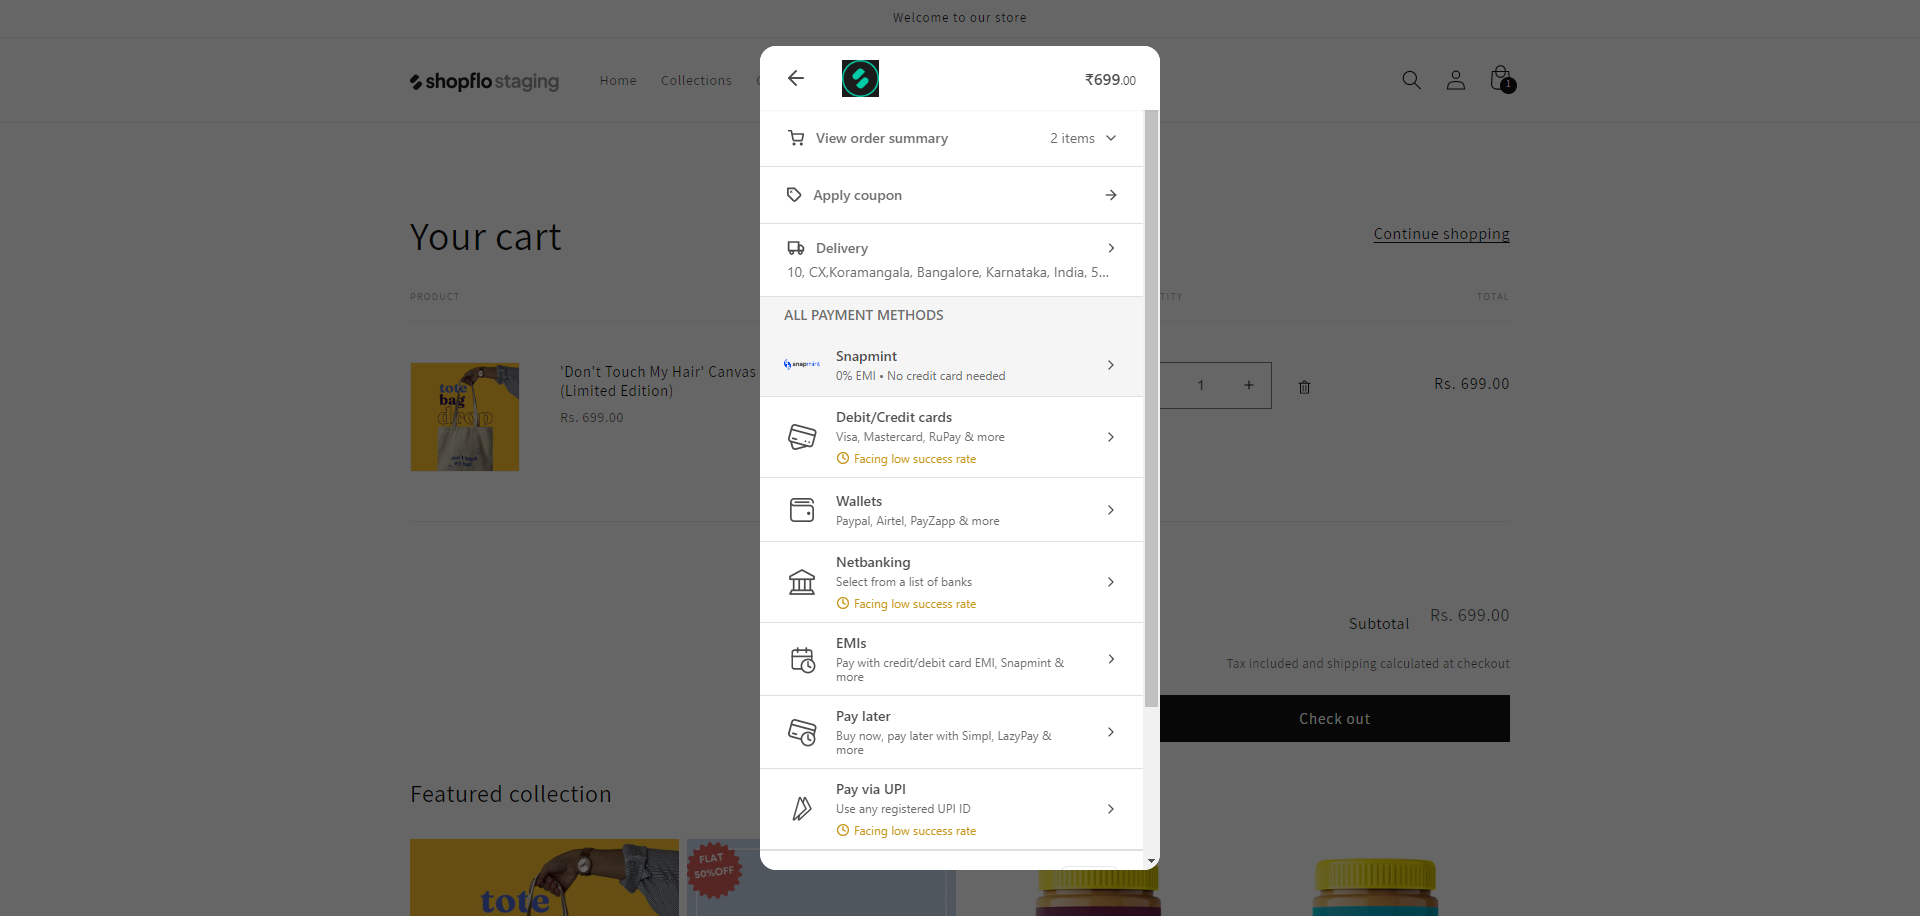 Welcome to our store
shopflo staging
Home
Collections
1
Your cart
Continue shopping
PRODUCT
TITY
TOTAL
tote
bag
drop
'Don't Touch My Hair' Canvas
(Limited Edition)
Rs. 699.00
1
+
Rs. 699.00
Subtotal
Rs. 699.00
Tax included and shipping calculated at checkout
Check out
Featured collection
tote
FLAT
50%OFF
₹699.00
View order summary
2 items
Apply coupon
Delivery
10, CX,Koramangala, Bangalore, Karnataka, India, 5...
ALL PAYMENT METHODS
snapmint
Snapmint
0% EMI • No credit card needed
Debit/Credit cards
Visa, Mastercard, RuPay & more
Facing low success rate
Wallets
Paypal, Airtel, PayZapp & more
Netbanking
Select from a list of banks
Facing low success rate
EMIs
Pay with credit/debit card EMI, Snapmint &
more
Pay later
Buy now, pay later with Simpl, LazyPay &
more
Pay via UPI
Use any registered UPI ID
Facing low success rate